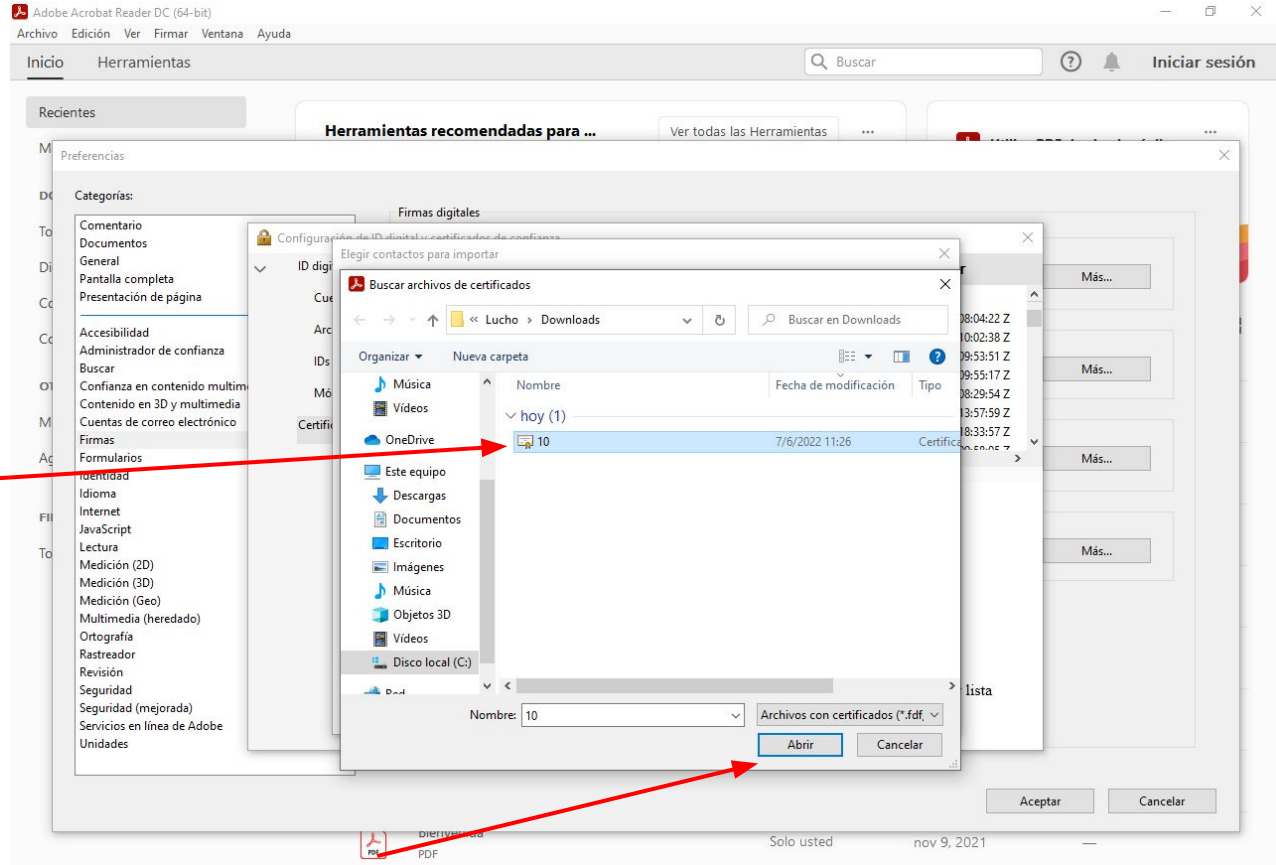 Adobe Acrobat Reader DC (64-bit)
Archivo Edición Ver Firmar Ventana Ayuda
Inicio Herramientas Buscar Iniciar sesión
Recientes
Herramientas recomendadas para ... Ver todas las Herramientas ...
Preferencias
Categorías:
Comentario
Documentos
General
Pantalla completa
Presentación de página
Accesibilidad
Administrador de confianza
Buscar
Confianza en contenido multim
Contenido en 3D y multimedia
Cuentas de correo electrónico
Firmas
Formularios
Identidad
Idioma
Internet
JavaScript
Lectura
Medición (2D)
Medición (3D)
Medición (Geo)
Multimedia (heredado)
Ortografía
Rastreador
Revisión
Seguridad
Seguridad (mejorada)
Servicios en línea de Adobe
Unidades
Firmas digitales
Más...
Más...
Más...
Más...
Configuración de ID digital y certificados de confianza
ID digi
Cue
Arc
IDs
Mó
Certific
08:04:22 Z
10:02:38 Z
09:53:51 Z
09:55:17 Z
08:29:54 Z
13:57:59 Z
18:33:57 Z
lista
Elegir contactos para importar
Buscar archivos de certificados
« Lucho › Downloads Buscar en Downloads
Organizar Nueva carpeta
Música
Vídeos
OneDrive
Este equipo
Descargas
Documentos
Escritorio
Imágenes
Música
Objetos 3D
Vídeos
Disco local (C:)
Red
Nombre Fecha de modificación Tipo
hoy (1)
10 7/6/2022 11:26 Certifica
Nombre: 10 Archivos con certificados (*.fdf,
Abrir Cancelar
Aceptar Cancelar
Bienvenida
PDF
Solo usted nov 9, 2021 —